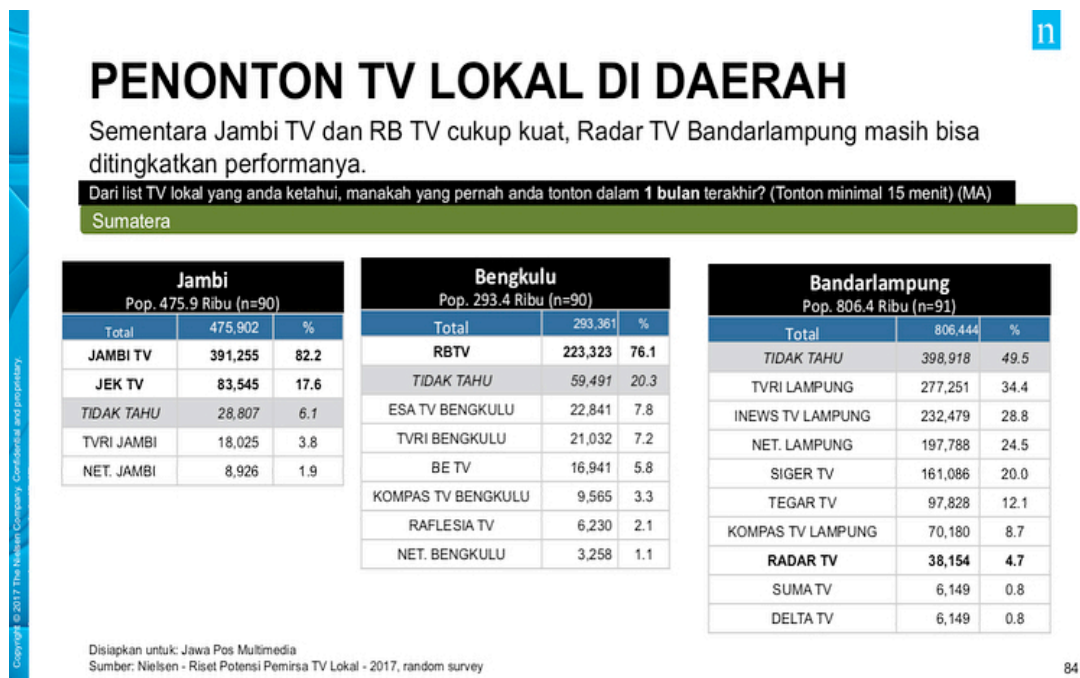 n
PENONTON TV LOKAL DI DAERAH
Sementara Jambi TV dan RB TV cukup kuat, Radar TV Bandarlampung masih bisa
ditingkatkan performanya.
Dari list TV lokal yang anda ketahui, manakah yang pernah anda tonton dalam 1 bulan terakhir? (Tonton minimal 15 menit) (MA)
Sumatera
Jambi
Pop. 475.9 Ribu (n=90)
Total 475,902 %
JAMBI TV 391,255 82.2
JEK TV 83,545 17.6
TIDAK TAHU 28,807 6.1
TVRI JAMBI 18,025 3.8
NET. JAMBI 8,926 1.9
Bengkulu
Pop. 293.4 Ribu (n=90)
Total 293,361 %
RBTV 223,323 76.1
TIDAK TAHU 59,491 20.3
ESA TV BENGKULU 22,841 7.8
TVRI BENGKULU 21,032 7.2
BE TV 16,941 5.8
KOMPAS TV BENGKULU 9,565 3.3
RAFLESIA TV 6,230 2.1
NET. BENGKULU 3,258 1.1
Bandarlampung
Pop. 806.4 Ribu (n=91)
Total 806,444 %
TIDAK TAHU 398,918 49.5
TVRI LAMPUNG 277,251 34.4
INEWS TV LAMPUNG 232,479 28.8
NET. LAMPUNG 197,788 24.5
SIGER TV 161,086 20.0
TEGAR TV 97,828 12.1
KOMPAS TV LAMPUNG 70,180 8.7
RADAR TV 38,154 4.7
SUMA TV 6,149 0.8
DELTA TV 6,149 0.8
Disiapkan untuk: Jawa Pos Multimedia
Sumber: Nielsen - Riset Potensi Pemirsa TV Lokal - 2017, random survey
84
Copyright © 2017 The Nielsen Company. Confidential and proprietary.